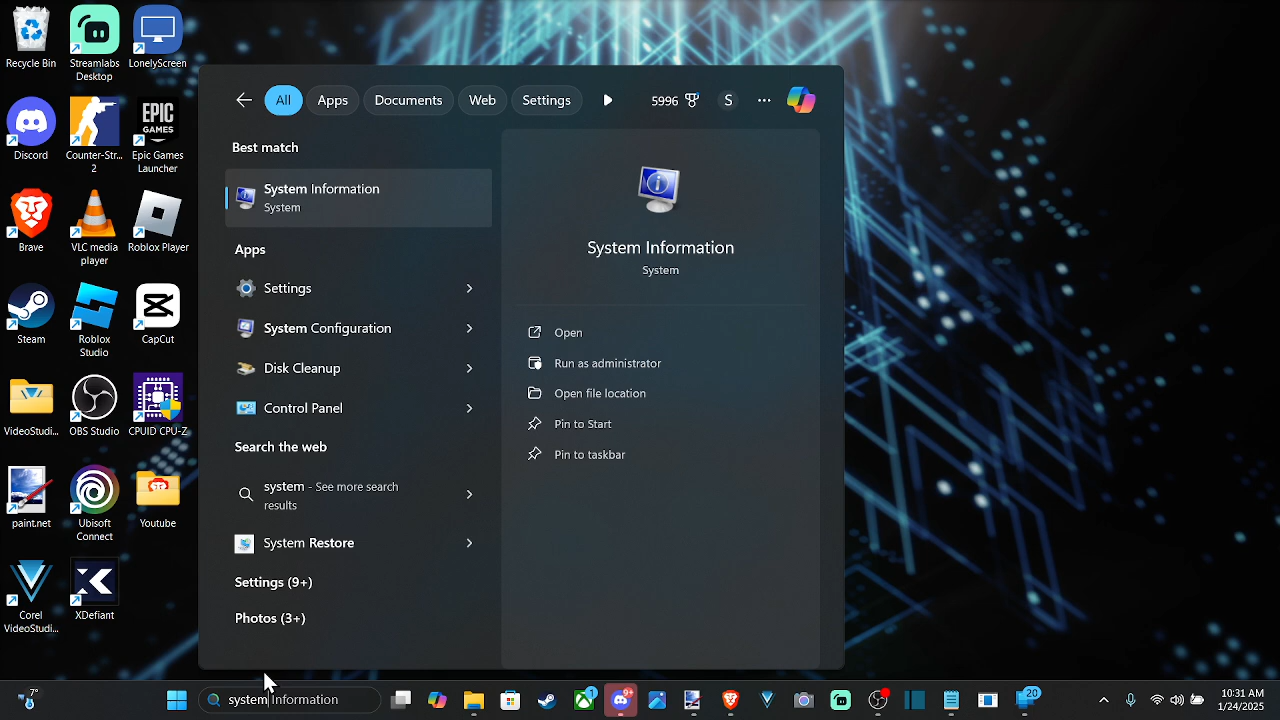 Recycle Bin
Streamlabs
Desktop
LonelyScreen
Discord
Counter-Str...
2
EPIC
GAMES
Epic Games
Launcher
Brave
VLC media
player
Roblox Player
Steam
Roblox
Studio
CapCut
VideoStudi...
OBS Studio
CPUID CPU-Z
paint.net
Ubisoft
Connect
Youtube
Corel
VideoStudi...
XDefiant
All
Apps
Documents
Web
Settings
5996
S
Best match
System Information
System
Apps
Settings
System Configuration
Disk Cleanup
Control Panel
Search the web
system - See more search
results
System Restore
Settings (9+)
Photos (3+)
System Information
System
Open
Run as administrator
Open file location
Pin to Start
Pin to taskbar
7°
system information
1
9+
20
10:31 AM
1/24/2025